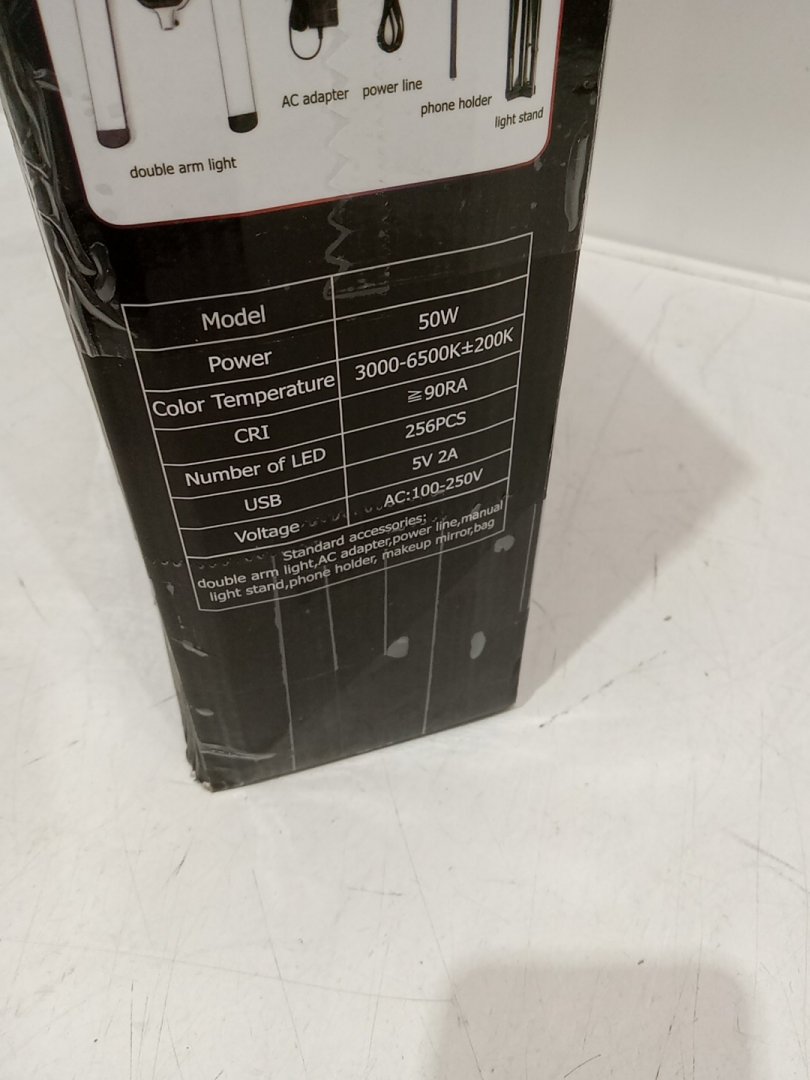 AC adapter
power line
phone holder
light stand
double arm light
Model
Power 50W
Color Temperature 3000-6500K±200K
CRI ≧90RA
Number of LED 256PCS
USB 5V 2A
Voltage AC:100-250V
Standard accessories:
double arm light,AC adapter,power line,manual
light stand,phone holder, makeup mirror,bag